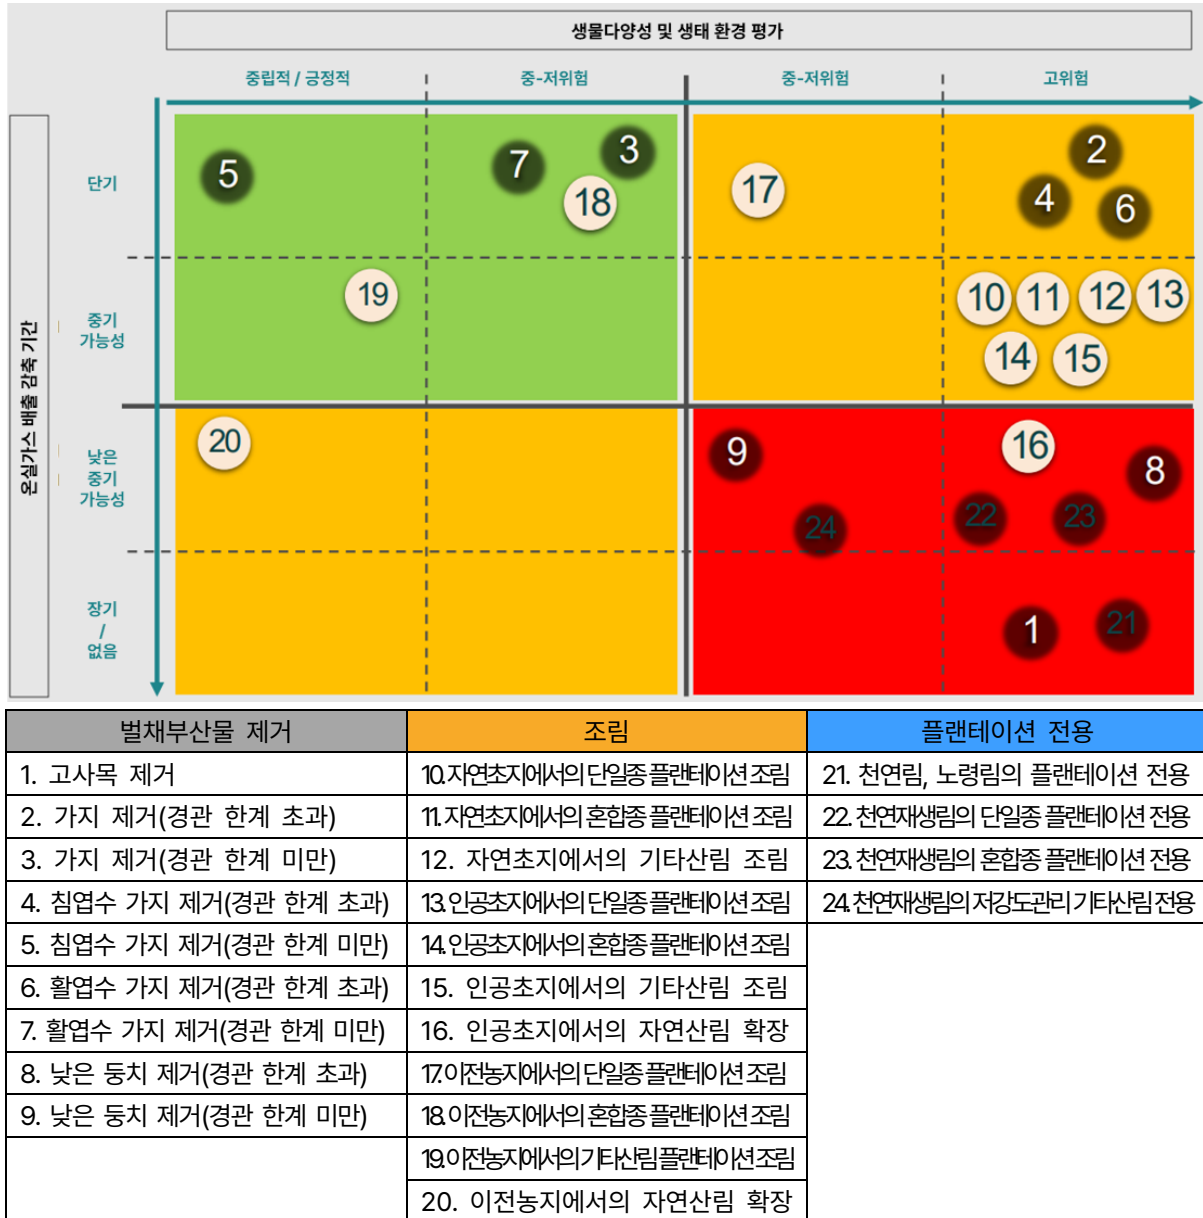 생물다양성 및 생태 환경 평가
중립적 / 긍정적
중-저위험
중-저위험
고위험
온실가스 배출 감축 기간
단기
5
7
3
18
17
2
4
6
중기
가능성
19
10
11
12
13
14
15
낮은
중기
가능성
20
9
16
8
24
22
23
장기
/
없음
1
21
벌채부산물 제거
조림
플랜테이션 전용
1. 고사목 제거
10.자연초지에서의 단일종 플랜테이션 조림
21. 천연림, 노령림의 플랜테이션 전용
2. 가지 제거(경관 한계 초과)
11.자연초지에서의 혼합종 플랜테이션 조림
22. 천연재생림의 단일종 플랜테이션 전용
3. 가지 제거(경관 한계 미만)
12. 자연초지에서의 기타산림 조림
23. 천연재생림의 혼합종 플랜테이션 전용
4. 침엽수 가지 제거(경관 한계 초과)
13.인공초지에서의 단일종 플랜테이션 조림
24.천연재생림의 저강도관리 기타산림 전용
5. 침엽수 가지 제거(경관 한계 미만)
14.인공초지에서의 혼합종 플랜테이션 조림
6. 활엽수 가지 제거(경관 한계 초과)
15. 인공초지에서의 기타산림 조림
7. 활엽수 가지 제거(경관 한계 미만)
16. 인공초지에서의 자연산림 확장
8. 낮은 둥치 제거(경관 한계 초과)
17.이전농지에서의 단일종 플랜테이션 조림
9. 낮은 둥치 제거(경관 한계 미만)
18.이전농지에서의 혼합종 플랜테이션 조림
19.이전농지에서의 기타산림 플랜테이션 조림
20. 이전농지에서의 자연산림 확장